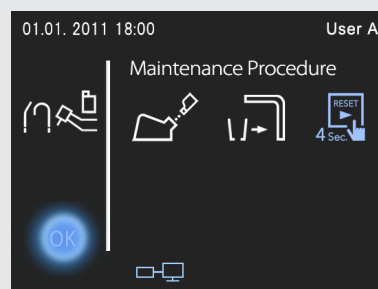 01.01. 2011 18:00 User A
Maintenance Procedure
RESET
4 Sec.
OK